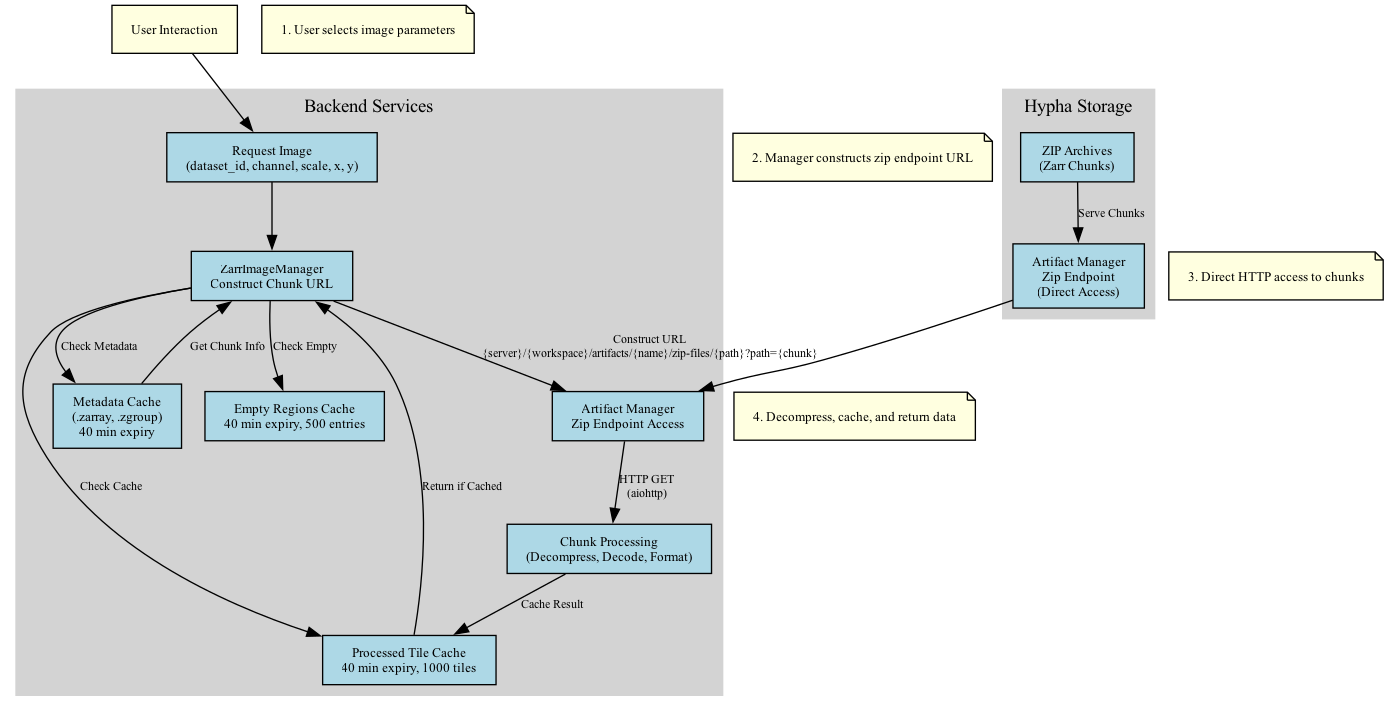 User Interaction
1. User selects image parameters
Backend Services
Hypha Storage
Request Image
(dataset_id, channel, scale, x, y)
2. Manager constructs zip endpoint URL
ZIP Archives
(Zarr Chunks)
Serve Chunks
ZarrImageManager
Construct Chunk URL
Artifact Manager
Zip Endpoint
(Direct Access)
3. Direct HTTP access to chunks
Check Metadata
Get Chunk Info
Check Empty
Construct URL
{server}/{workspace}/artifacts/{name}/zip-files/{path}?path={chunk}
Metadata Cache
(.zarray, .zgroup)
40 min expiry
Empty Regions Cache
40 min expiry, 500 entries
Artifact Manager
Zip Endpoint Access
4. Decompress, cache, and return data
Check Cache
Return if Cached
HTTP GET
(aiohttp)
Chunk Processing
(Decompress, Decode, Format)
Cache Result
Processed Tile Cache
40 min expiry, 1000 tiles